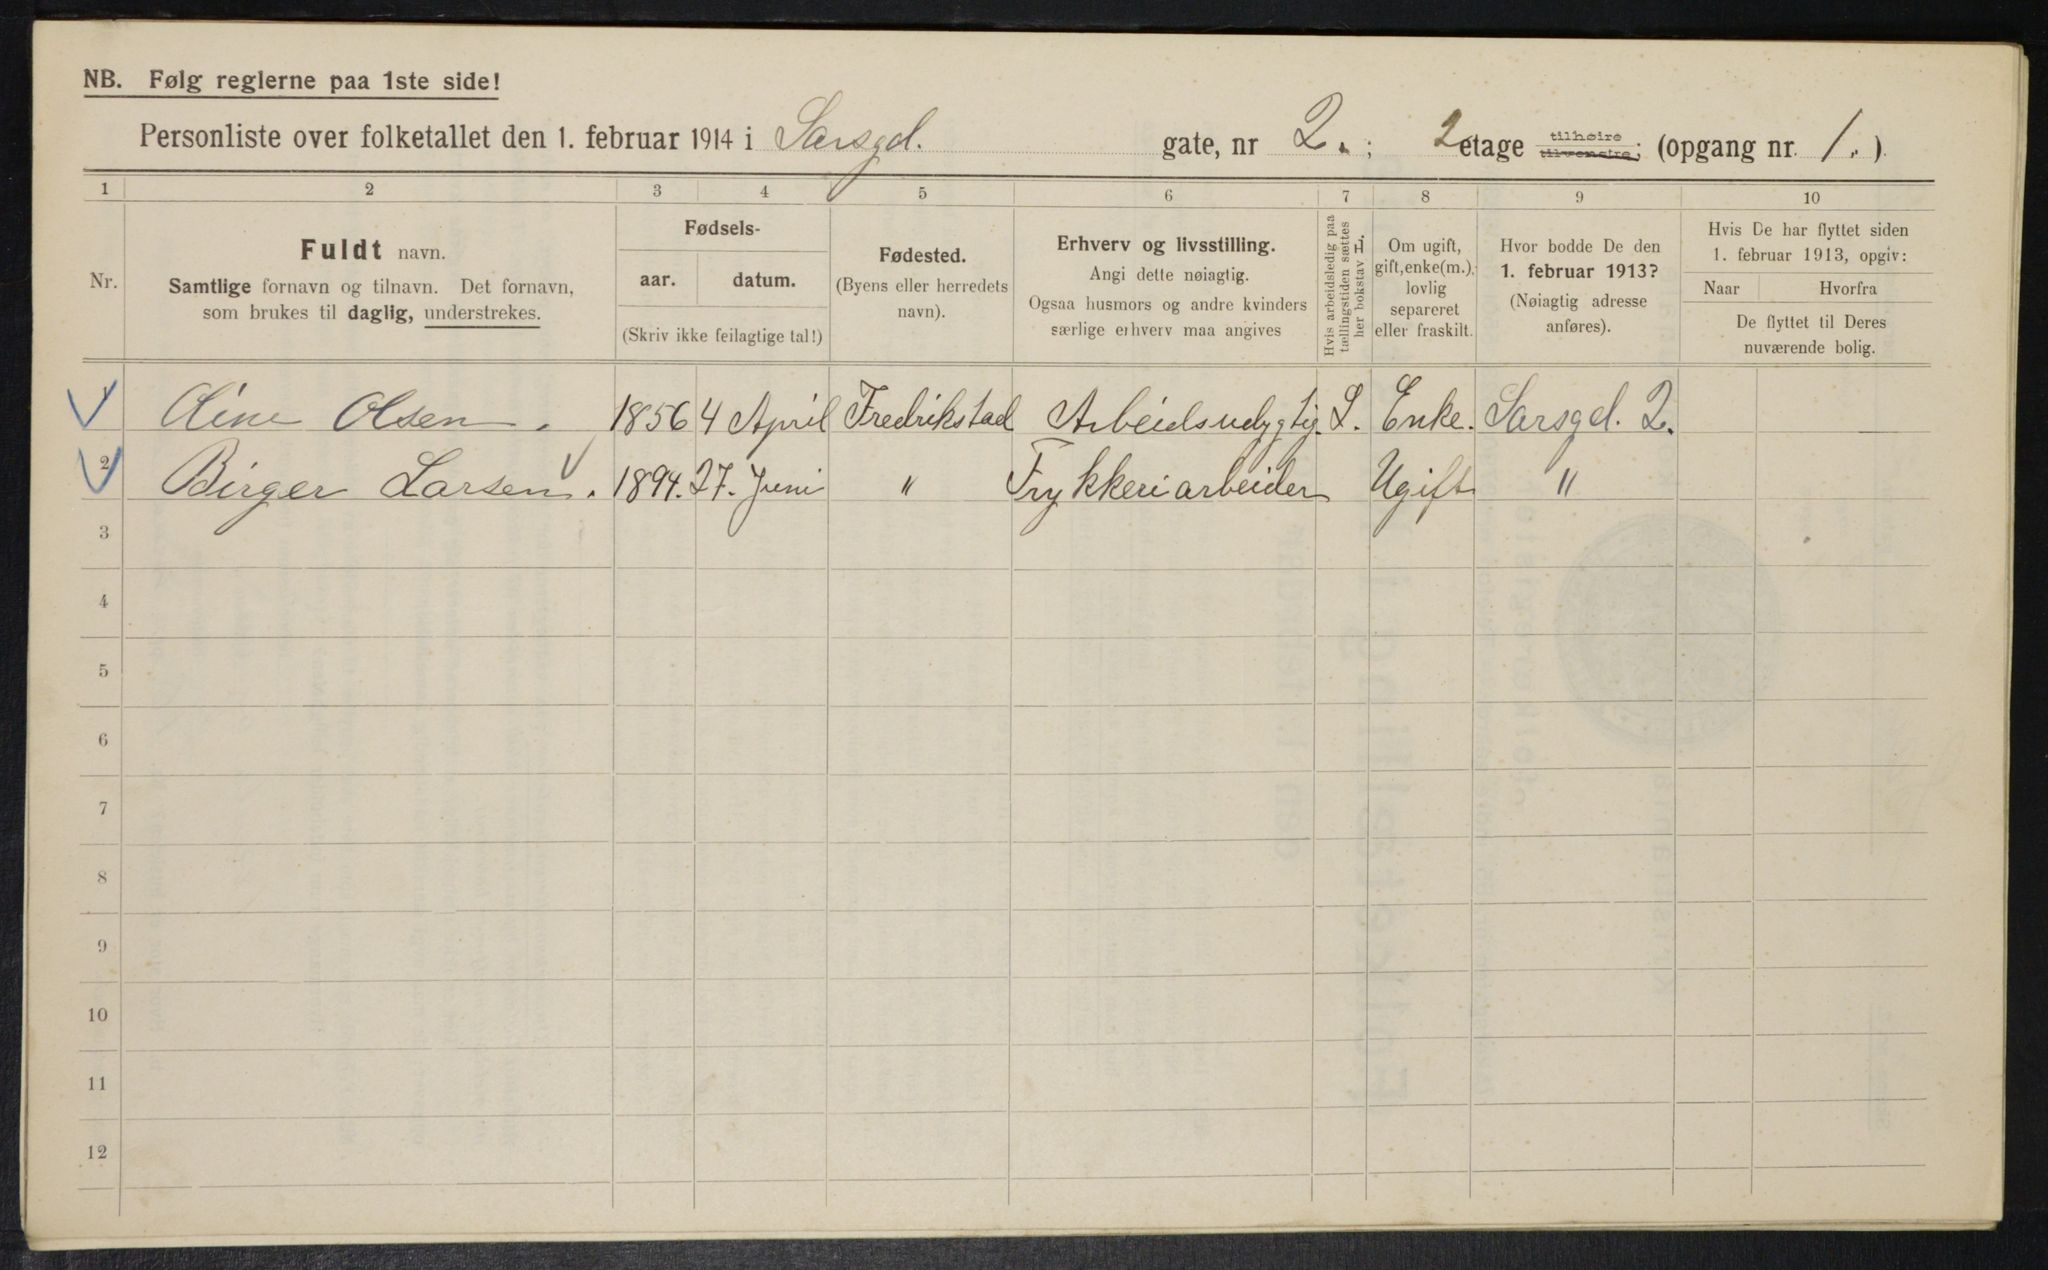 NB. Følg reglerne paa 1ste side!
Personliste over folketallet den 1. februar 1914 i Sarsgd. gate, nr 2. ; 2 etage tilhøire tilvenstre; (opgang nr. 1. ).
1 2 3 4 5 6 7 8 9 10
Nr.
Fuldt navn.
Samtlige fornavn og tilnavn. Det fornavn,
som brukes til daglig, understrekes.
Fødsels-
aar. datum.
(Skriv ikke feilagtige tal!)
Fødested.
(Byens eller herredets
navn).
Erhverv og livsstilling.
Angi dette nøiagtig.
Ogsaa husmors og andre kvinders
særlige erhverv maa angives
Hvis arbeidsledig paa
tællingstiden sættes
her bokstav L.
Om ugift,
gift, enke(m.),
lovlig
separeret
eller fraskilt.
Hvor bodde De den
1. februar 1913?
(Nøiagtig adresse
anføres).
Hvis De har flyttet siden
1. februar 1913, opgiv:
Naar Hvorfra
De flyttet til Deres
nuværende bolig.
1 Oline Olsen. 1856 4 April Fredrikstad Arbeidsudygtig. L. Enke. Sarsgd. 2.
2 Birger Larsen. 1894. 27. Juni " Trykkeriarbeider Ugift "
3
4
5
6
7
8
9
10
11
12